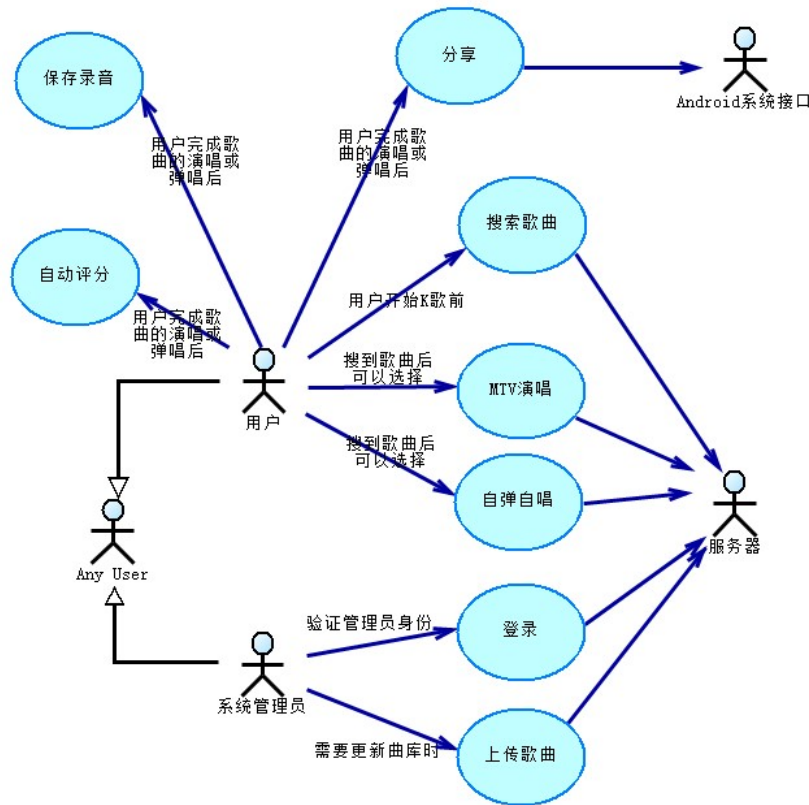 分享
保存录音
Android系统接口
用户完成歌
曲的演唱或
弹唱后
用户完成歌
曲的演唱或
弹唱后
搜索歌曲
自动评分
用户开始K歌前
用户完成歌
曲的演唱或
弹唱后
搜到歌曲后
可以选择
MTV演唱
用户
搜到歌曲后
可以选择
自弹自唱
服务器
Any User
验证管理员身份
登录
系统管理员
需要更新曲库时
上传歌曲